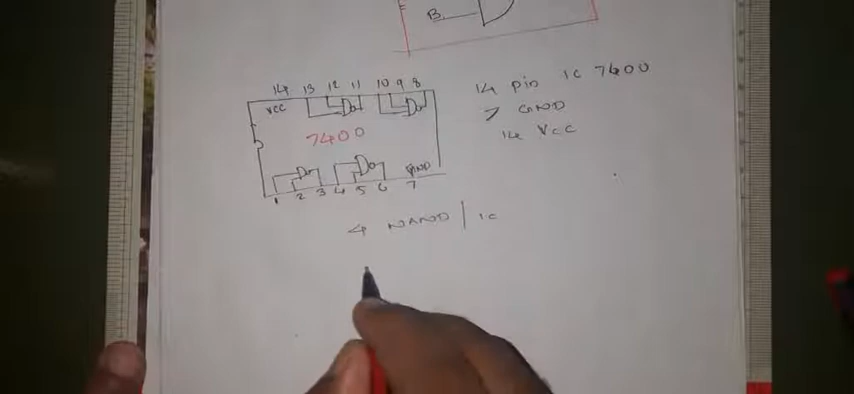 B
14 13 12 11 10 9 8
VCC
7400
GND
1 2 3 4 5 6 7
14 pin IC 7400
7 GND
14 VCC
4 NAND | IC